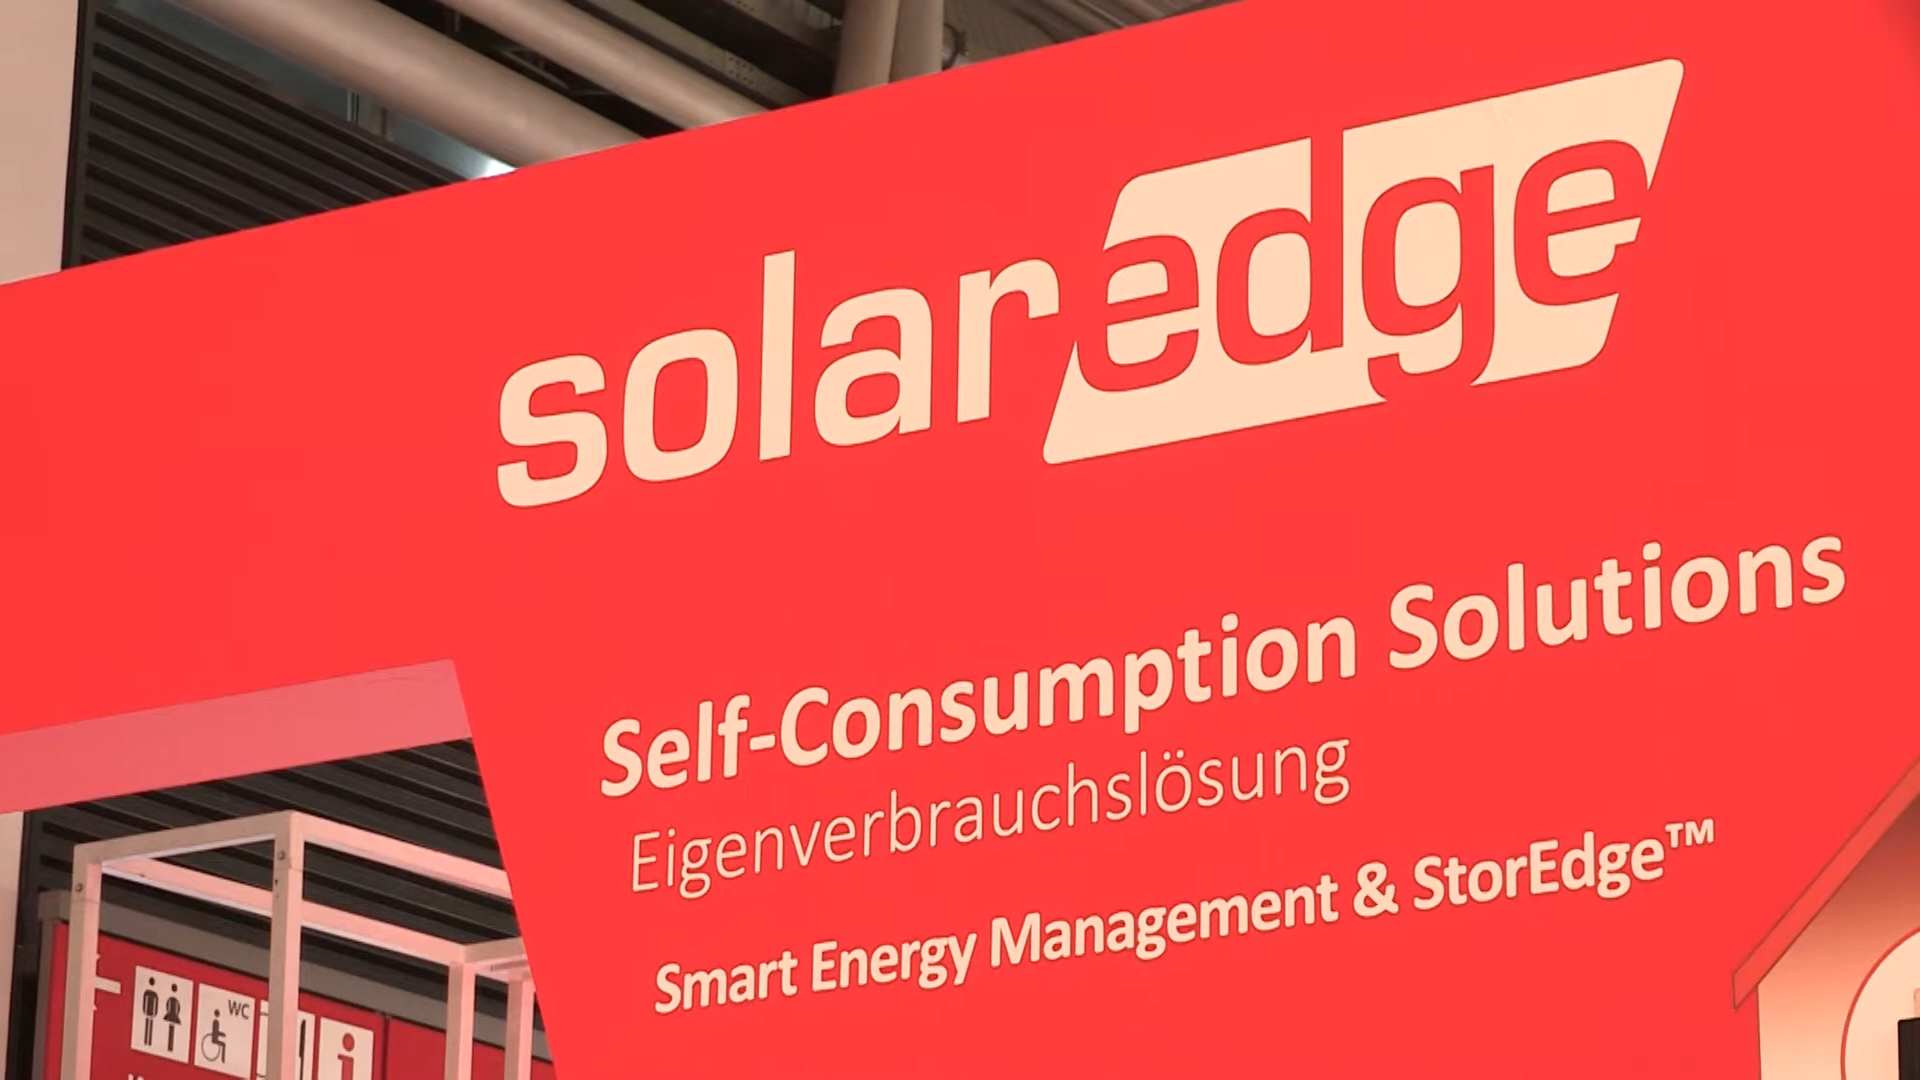 solaredge
Self-Consumption Solutions
Eigenverbrauchslösung
Smart Energy Management & StorEdge™
WC
i